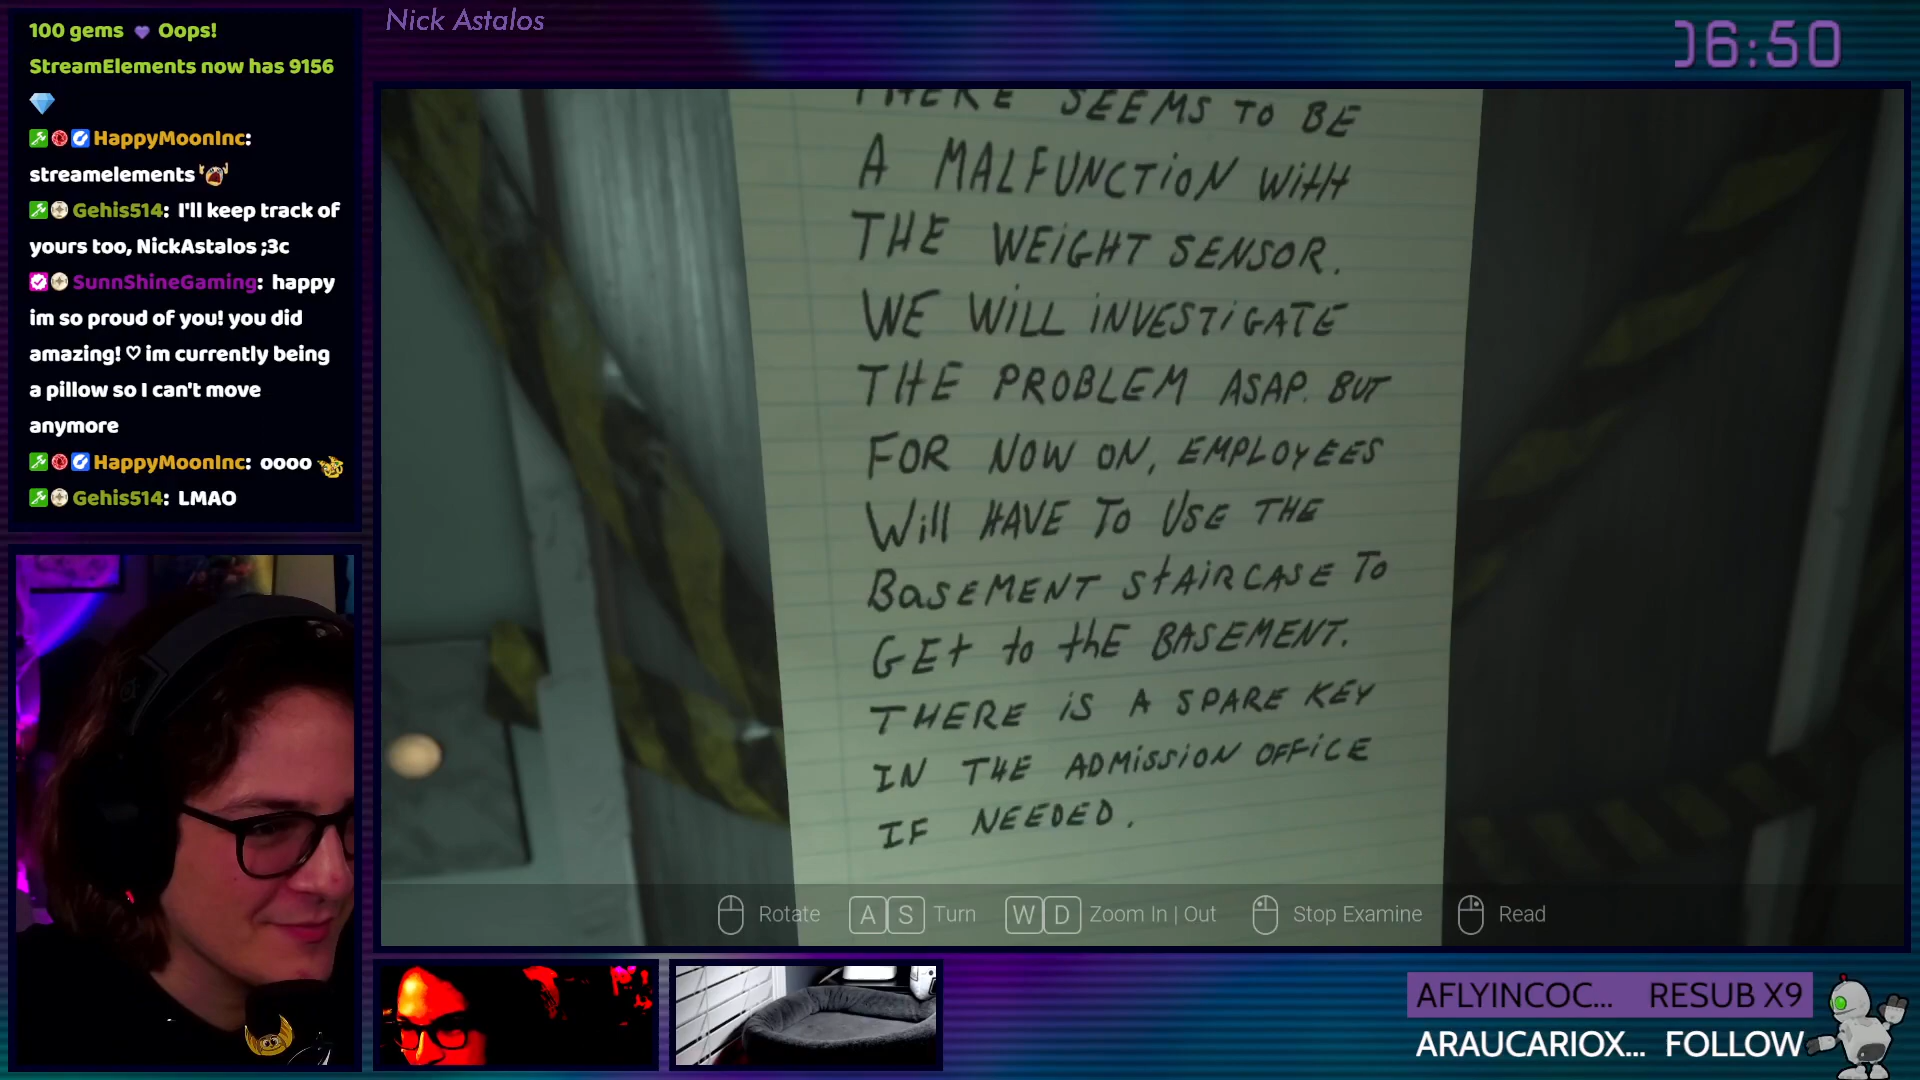 100 gems 💜 Oops!
StreamElements now has 9156
💎
HappyMoonInc:
streamelements
Gehis514: I'll keep track of
yours too, NickAstalos ;3c
SunnShineGaming: happy
im so proud of you! you did
amazing! ♡ im currently being
a pillow so I can't move
anymore
HappyMoonInc: oooo
Gehis514: LMAO
Nick Astalos
06:50
THERE SEEMS TO BE
A MALFUNCTiON WitH
THE WEiGHT SENSOR.
WE WiLL iNVESTiGATE
THE PROBLEM ASAP. BUT
FOR NOW ON, EMPLOYEES
Will HAVE To USE THE
BaSEMENT StAiRCASE To
GEt to thE BASEMENT.
THERE iS A SPARE KEY
IN THE ADMiSSiON OFFiCE
IF NEEDED.
Rotate A S Turn W D Zoom In | Out Stop Examine Read
AFLYINCOC... RESUB X9
ARAUCARIOX... FOLLOW